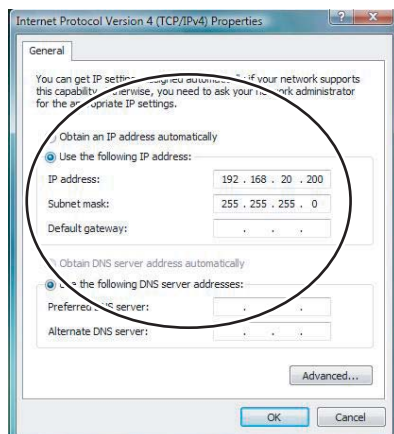 Internet Protocol Version 4 (TCP/IPv4) Properties
General
You can get IP settings assigned automatically if your network supports
this capability. Otherwise, you need to ask your network administrator
for the appropriate IP settings.
Obtain an IP address automatically
Use the following IP address:
IP address: 192 . 168 . 20 . 200
Subnet mask: 255 . 255 . 255 . 0
Default gateway: . . .
Obtain DNS server address automatically
Use the following DNS server addresses:
Preferred DNS server: . . .
Alternate DNS server: . . .
Advanced...
OK Cancel